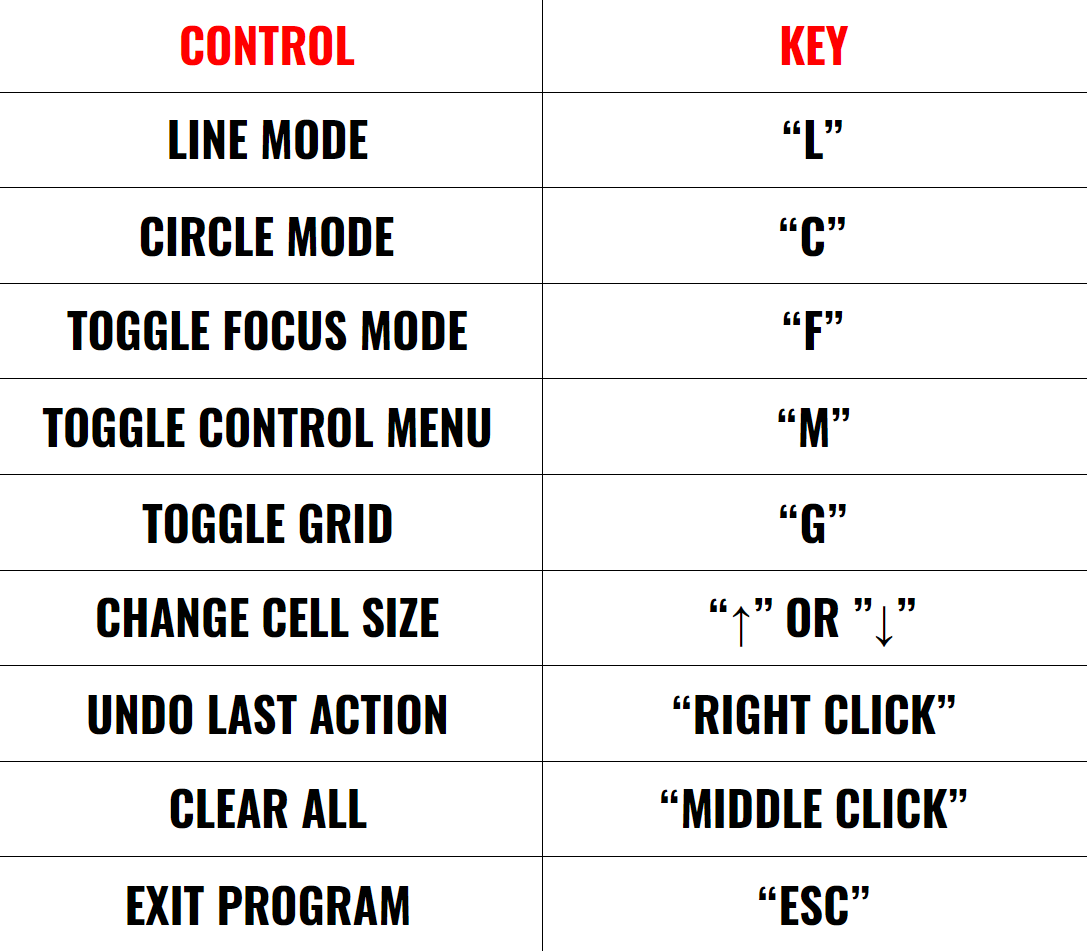 CONTROL KEY
LINE MODE “L”
CIRCLE MODE “C”
TOGGLE FOCUS MODE “F”
TOGGLE CONTROL MENU “M”
TOGGLE GRID “G”
CHANGE CELL SIZE “↑” OR ”↓”
UNDO LAST ACTION “RIGHT CLICK”
CLEAR ALL “MIDDLE CLICK”
EXIT PROGRAM “ESC”